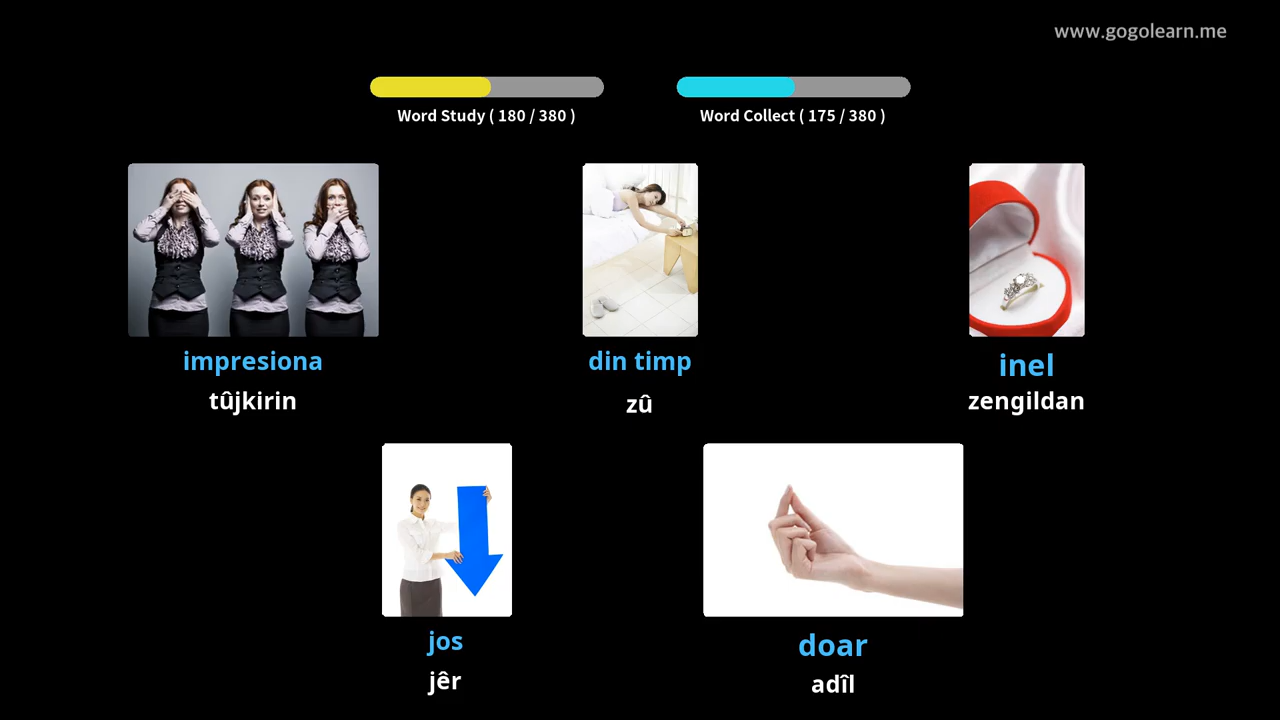 www.gogolearn.me
Word Study ( 180 / 380 )
Word Collect ( 175 / 380 )
impresiona
tûjkirin
din timp
zû
inel
zengildan
jos
jêr
doar
adîl